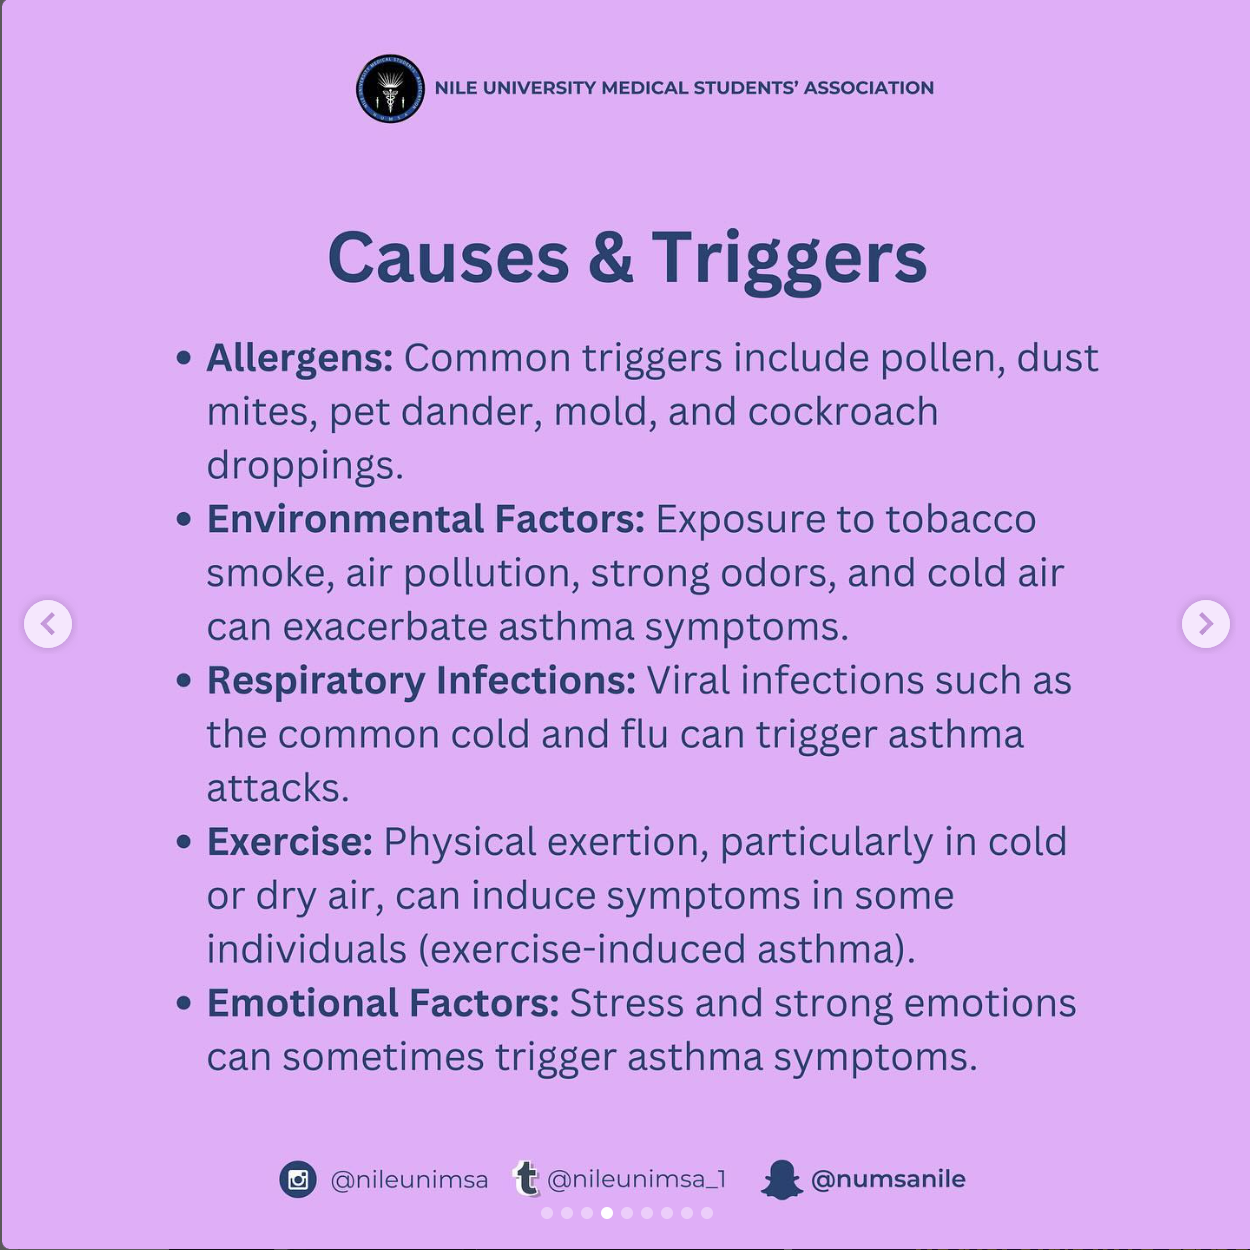 NILE UNIVERSITY MEDICAL STUDENTS’ ASSOCIATION
Causes & Triggers
• Allergens: Common triggers include pollen, dust
mites, pet dander, mold, and cockroach
droppings.
• Environmental Factors: Exposure to tobacco
smoke, air pollution, strong odors, and cold air
can exacerbate asthma symptoms.
• Respiratory Infections: Viral infections such as
the common cold and flu can trigger asthma
attacks.
• Exercise: Physical exertion, particularly in cold
or dry air, can induce symptoms in some
individuals (exercise-induced asthma).
• Emotional Factors: Stress and strong emotions
can sometimes trigger asthma symptoms.
@nileunimsa @nileunimsa_1 @numsanile